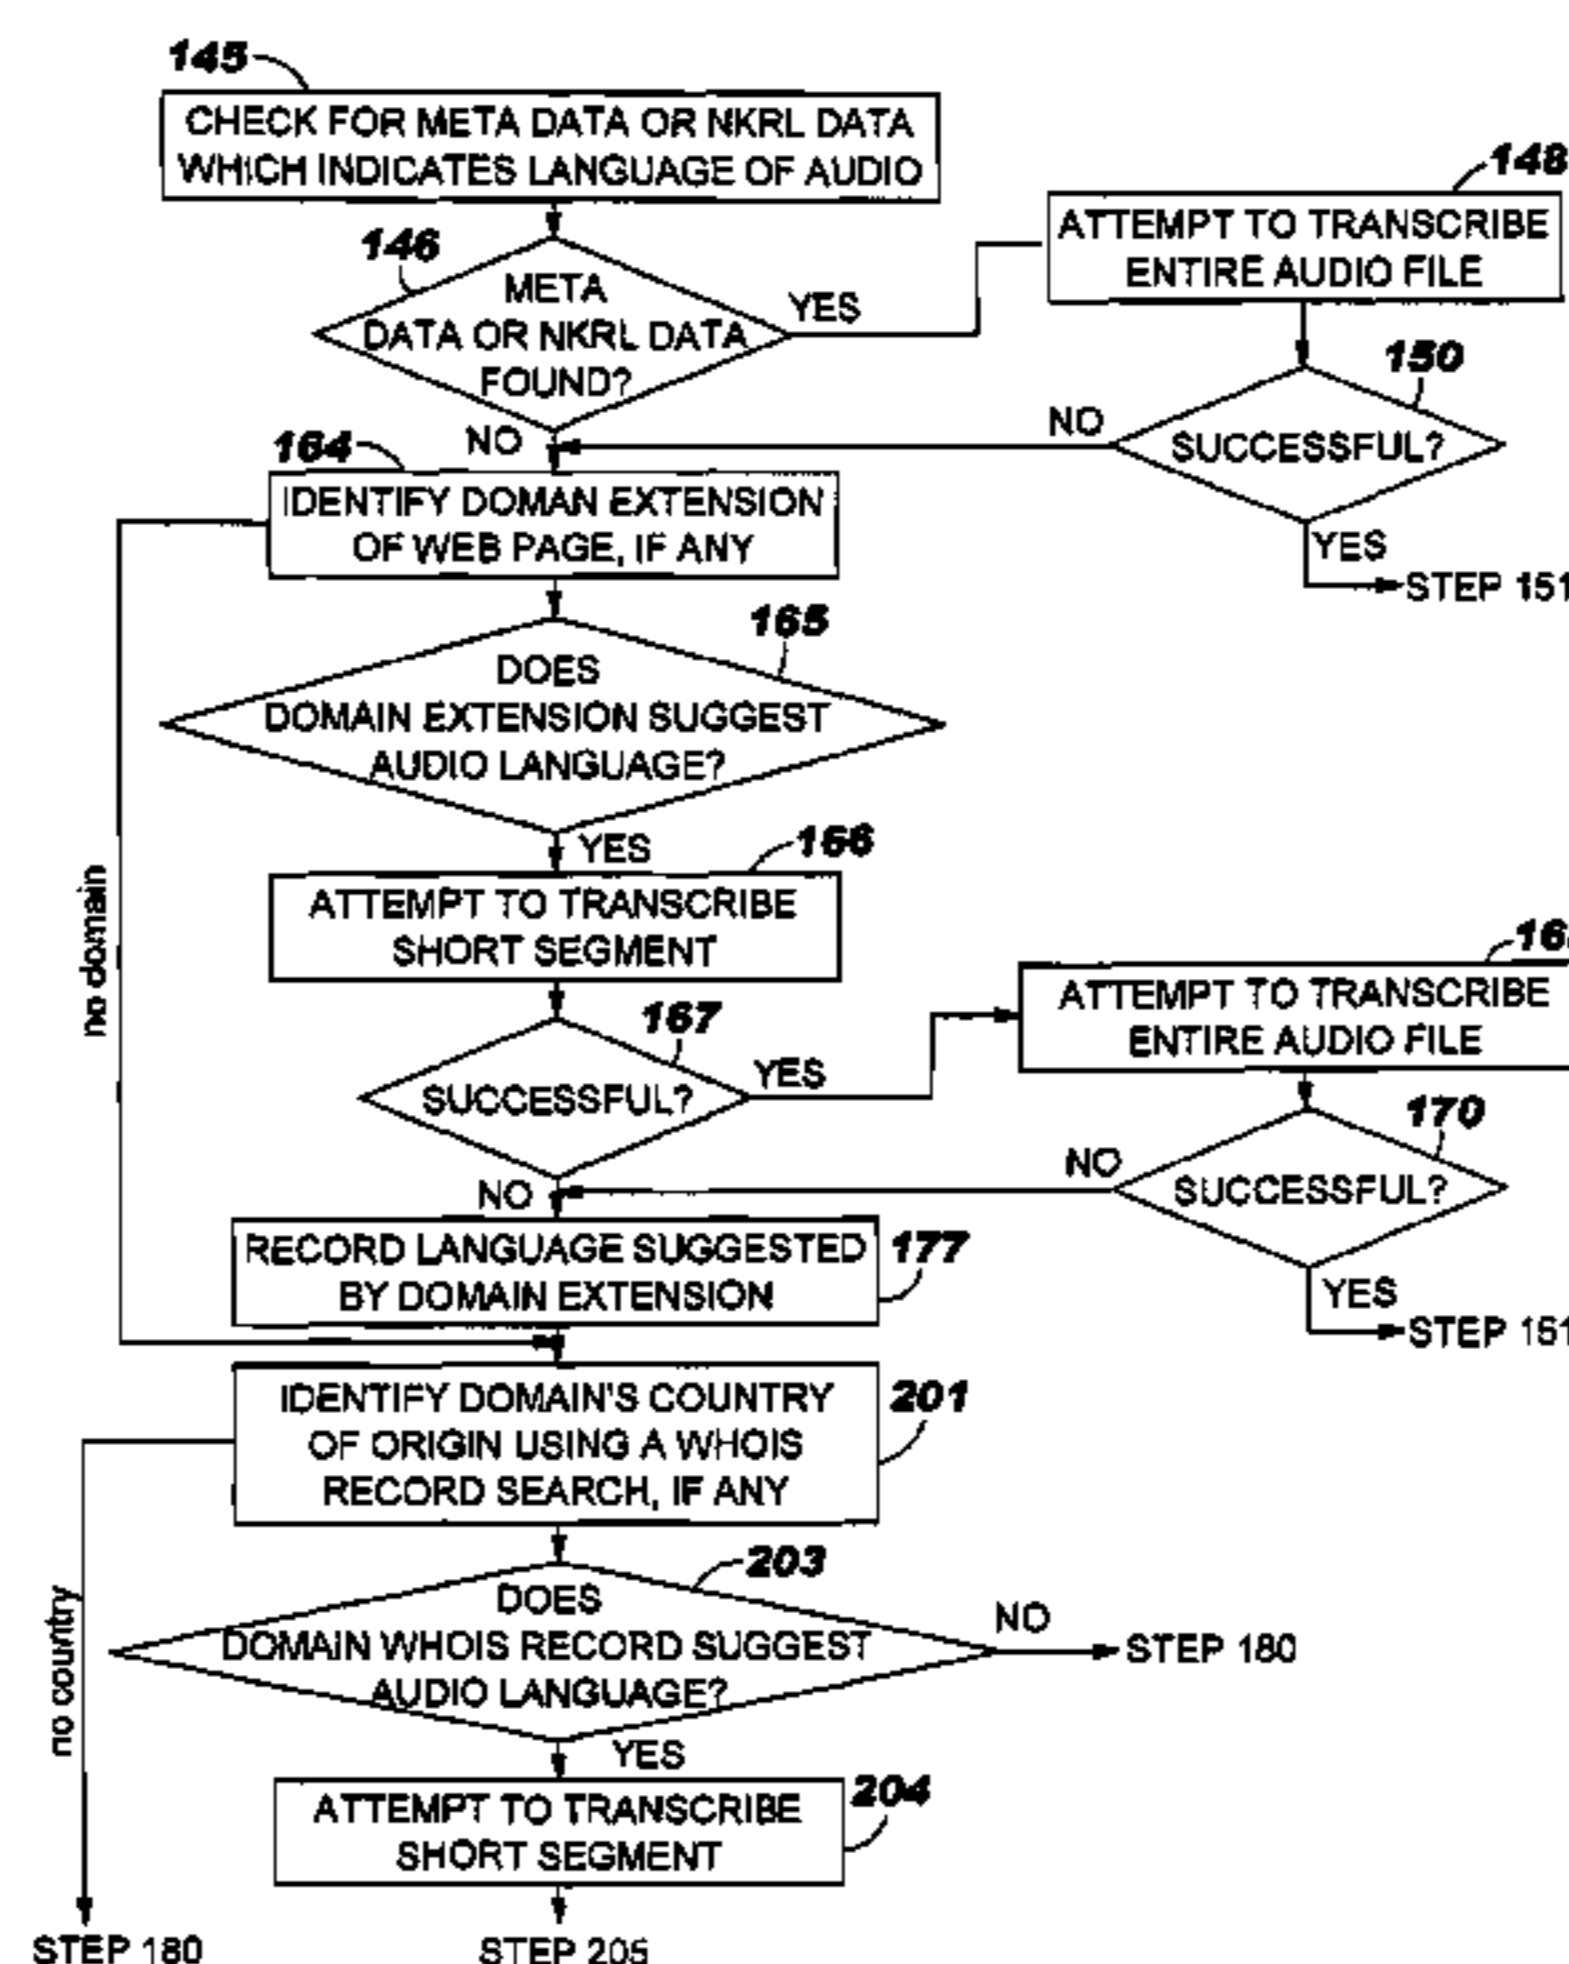 145
CHECK FOR META DATA OR NKRL DATA
WHICH INDICATES LANGUAGE OF AUDIO
148
ATTEMPT TO TRANSCRIBE
ENTIRE AUDIO FILE
146
META
DATA OR NKRL DATA
FOUND?
YES
150
SUCCESSFUL?
NO
YES
STEP 151
NO
164
IDENTIFY DOMAN EXTENSION
OF WEB PAGE, IF ANY
no domain
165
DOES
DOMAIN EXTENSION SUGGEST
AUDIO LANGUAGE?
YES
166
ATTEMPT TO TRANSCRIBE
SHORT SEGMENT
167
SUCCESSFUL?
YES
ATTEMPT TO TRANSCRIBE
ENTIRE AUDIO FILE
170
SUCCESSFUL?
NO
YES
STEP 151
NO
RECORD LANGUAGE SUGGESTED
BY DOMAIN EXTENSION
177
IDENTIFY DOMAIN'S COUNTRY
OF ORIGIN USING A WHOIS
RECORD SEARCH, IF ANY
201
no country
203
DOES
DOMAIN WHOIS RECORD SUGGEST
AUDIO LANGUAGE?
NO
STEP 180
YES
204
ATTEMPT TO TRANSCRIBE
SHORT SEGMENT
STEP 180
STEP 205